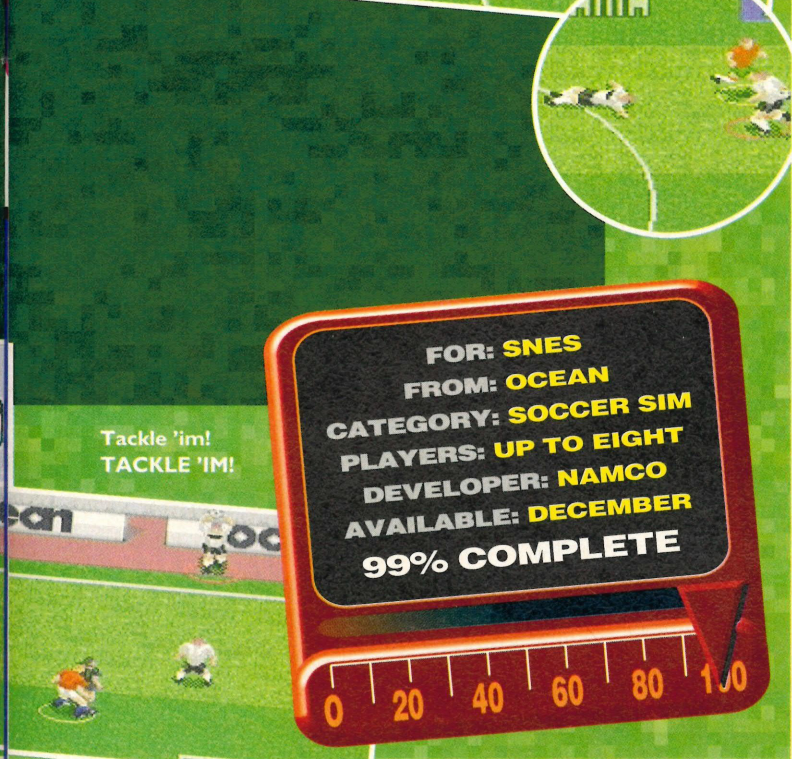 FOR: SNES
FROM: OCEAN
CATEGORY: SOCCER SIM
PLAYERS: UP TO EIGHT
DEVELOPER: NAMCO
AVAILABLE: DECEMBER
99% COMPLETE
Tackle 'im!
TACKLE 'IM!
0 20 40 60 80 100